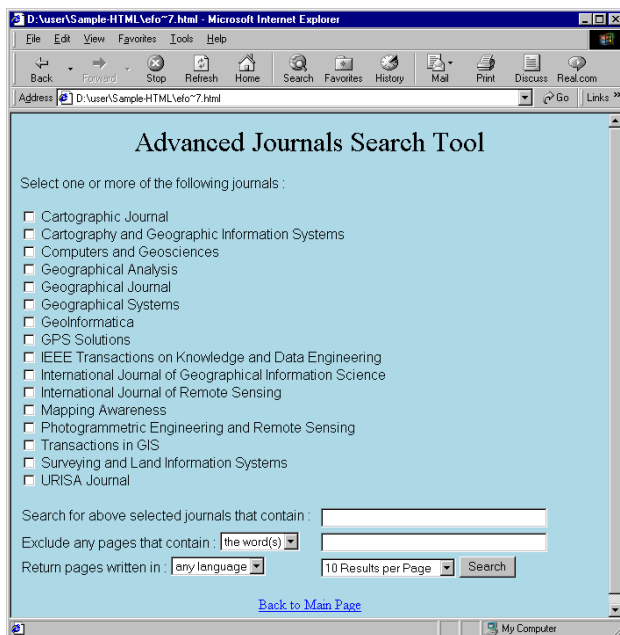 D:\user\Sample-HTML\efo~7.html - Microsoft Internet Explorer
File Edit View Favorites Tools Help
Back Forward Stop Refresh Home Search Favorites History Mail Print Discuss Real.com
Address D:\user\Sample-HTML\efo~7.html Go Links »
Advanced Journals Search Tool
Select one or more of the following journals :
Cartographic Journal
Cartography and Geographic Information Systems
Computers and Geosciences
Geographical Analysis
Geographical Journal
Geographical Systems
GeoInformatica
GPS Solutions
IEEE Transactions on Knowledge and Data Engineering
International Journal of Geographical Information Science
International Journal of Remote Sensing
Mapping Awareness
Photogrammetric Engineering and Remote Sensing
Transactions in GIS
Surveying and Land Information Systems
URISA Journal
Search for above selected journals that contain :
Exclude any pages that contain : the word(s)
Return pages written in : any language 10 Results per Page Search
Back to Main Page
My Computer